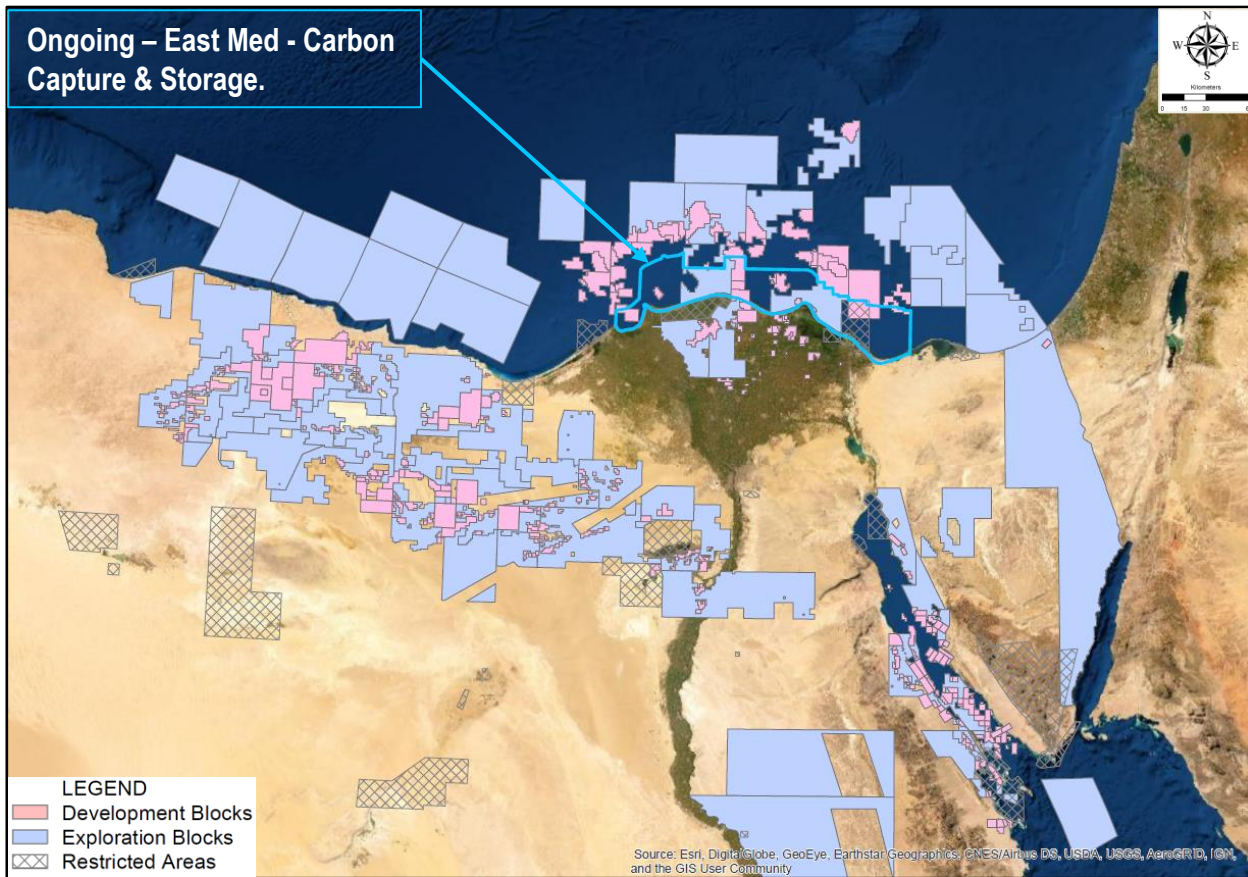 Ongoing – East Med - Carbon
Capture & Storage.
N
W
E
S
Kilometers
0 15 30
LEGEND
Development Blocks
Exploration Blocks
Restricted Areas
Source: Esri, DigitalGlobe, GeoEye, Earthstar Geographics, CNES/Airbus DS, USDA, USGS, AeroGRID, IGN,
and the GIS User Community